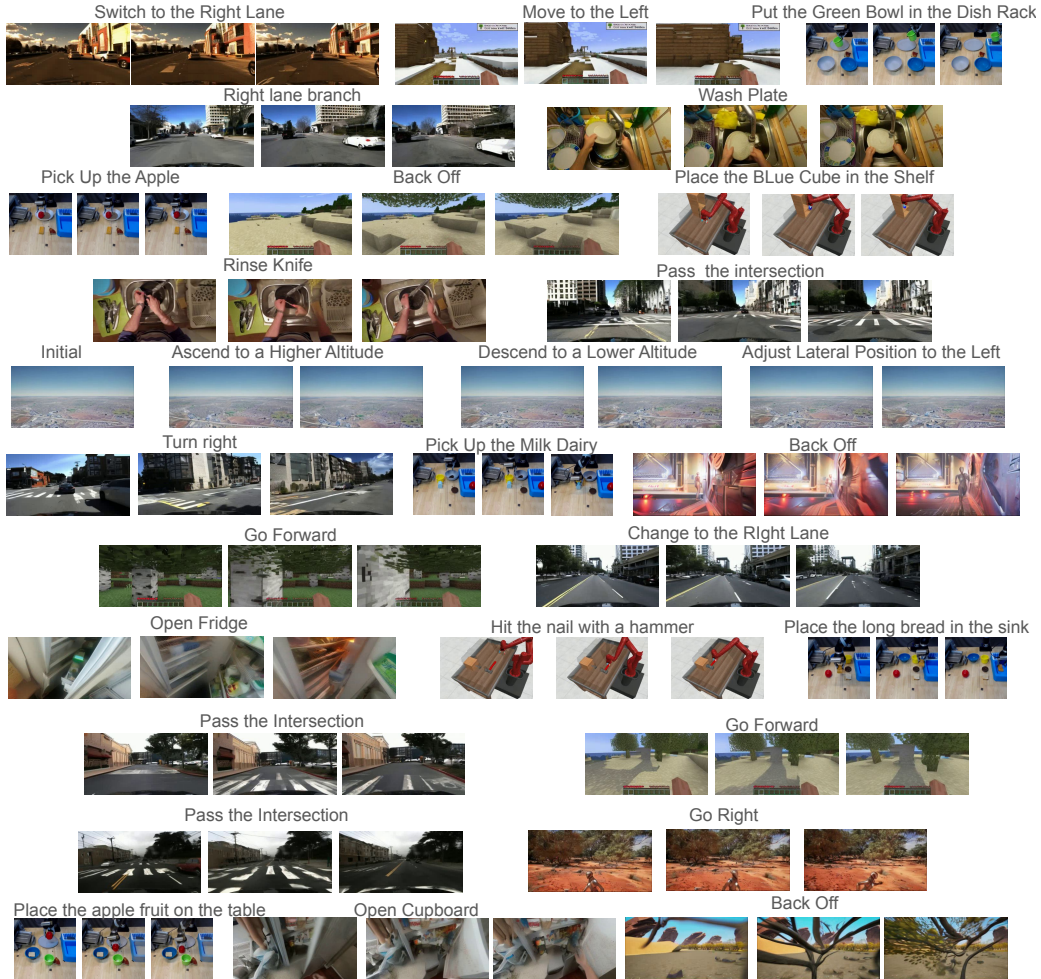 Switch to the Right Lane
Move to the Left
Put the Green Bowl in the Dish Rack
Right lane branch
Wash Plate
Pick Up the Apple
Back Off
Place the BLue Cube in the Shelf
Rinse Knife
Pass the intersection
Initial
Ascend to a Higher Altitude
Descend to a Lower Altitude
Adjust Lateral Position to the Left
Turn right
Pick Up the Milk Dairy
Back Off
Go Forward
Change to the RIght Lane
Open Fridge
Hit the nail with a hammer
Place the long bread in the sink
Pass the Intersection
Go Forward
Pass the Intersection
Go Right
Place the apple fruit on the table
Open Cupboard
Back Off